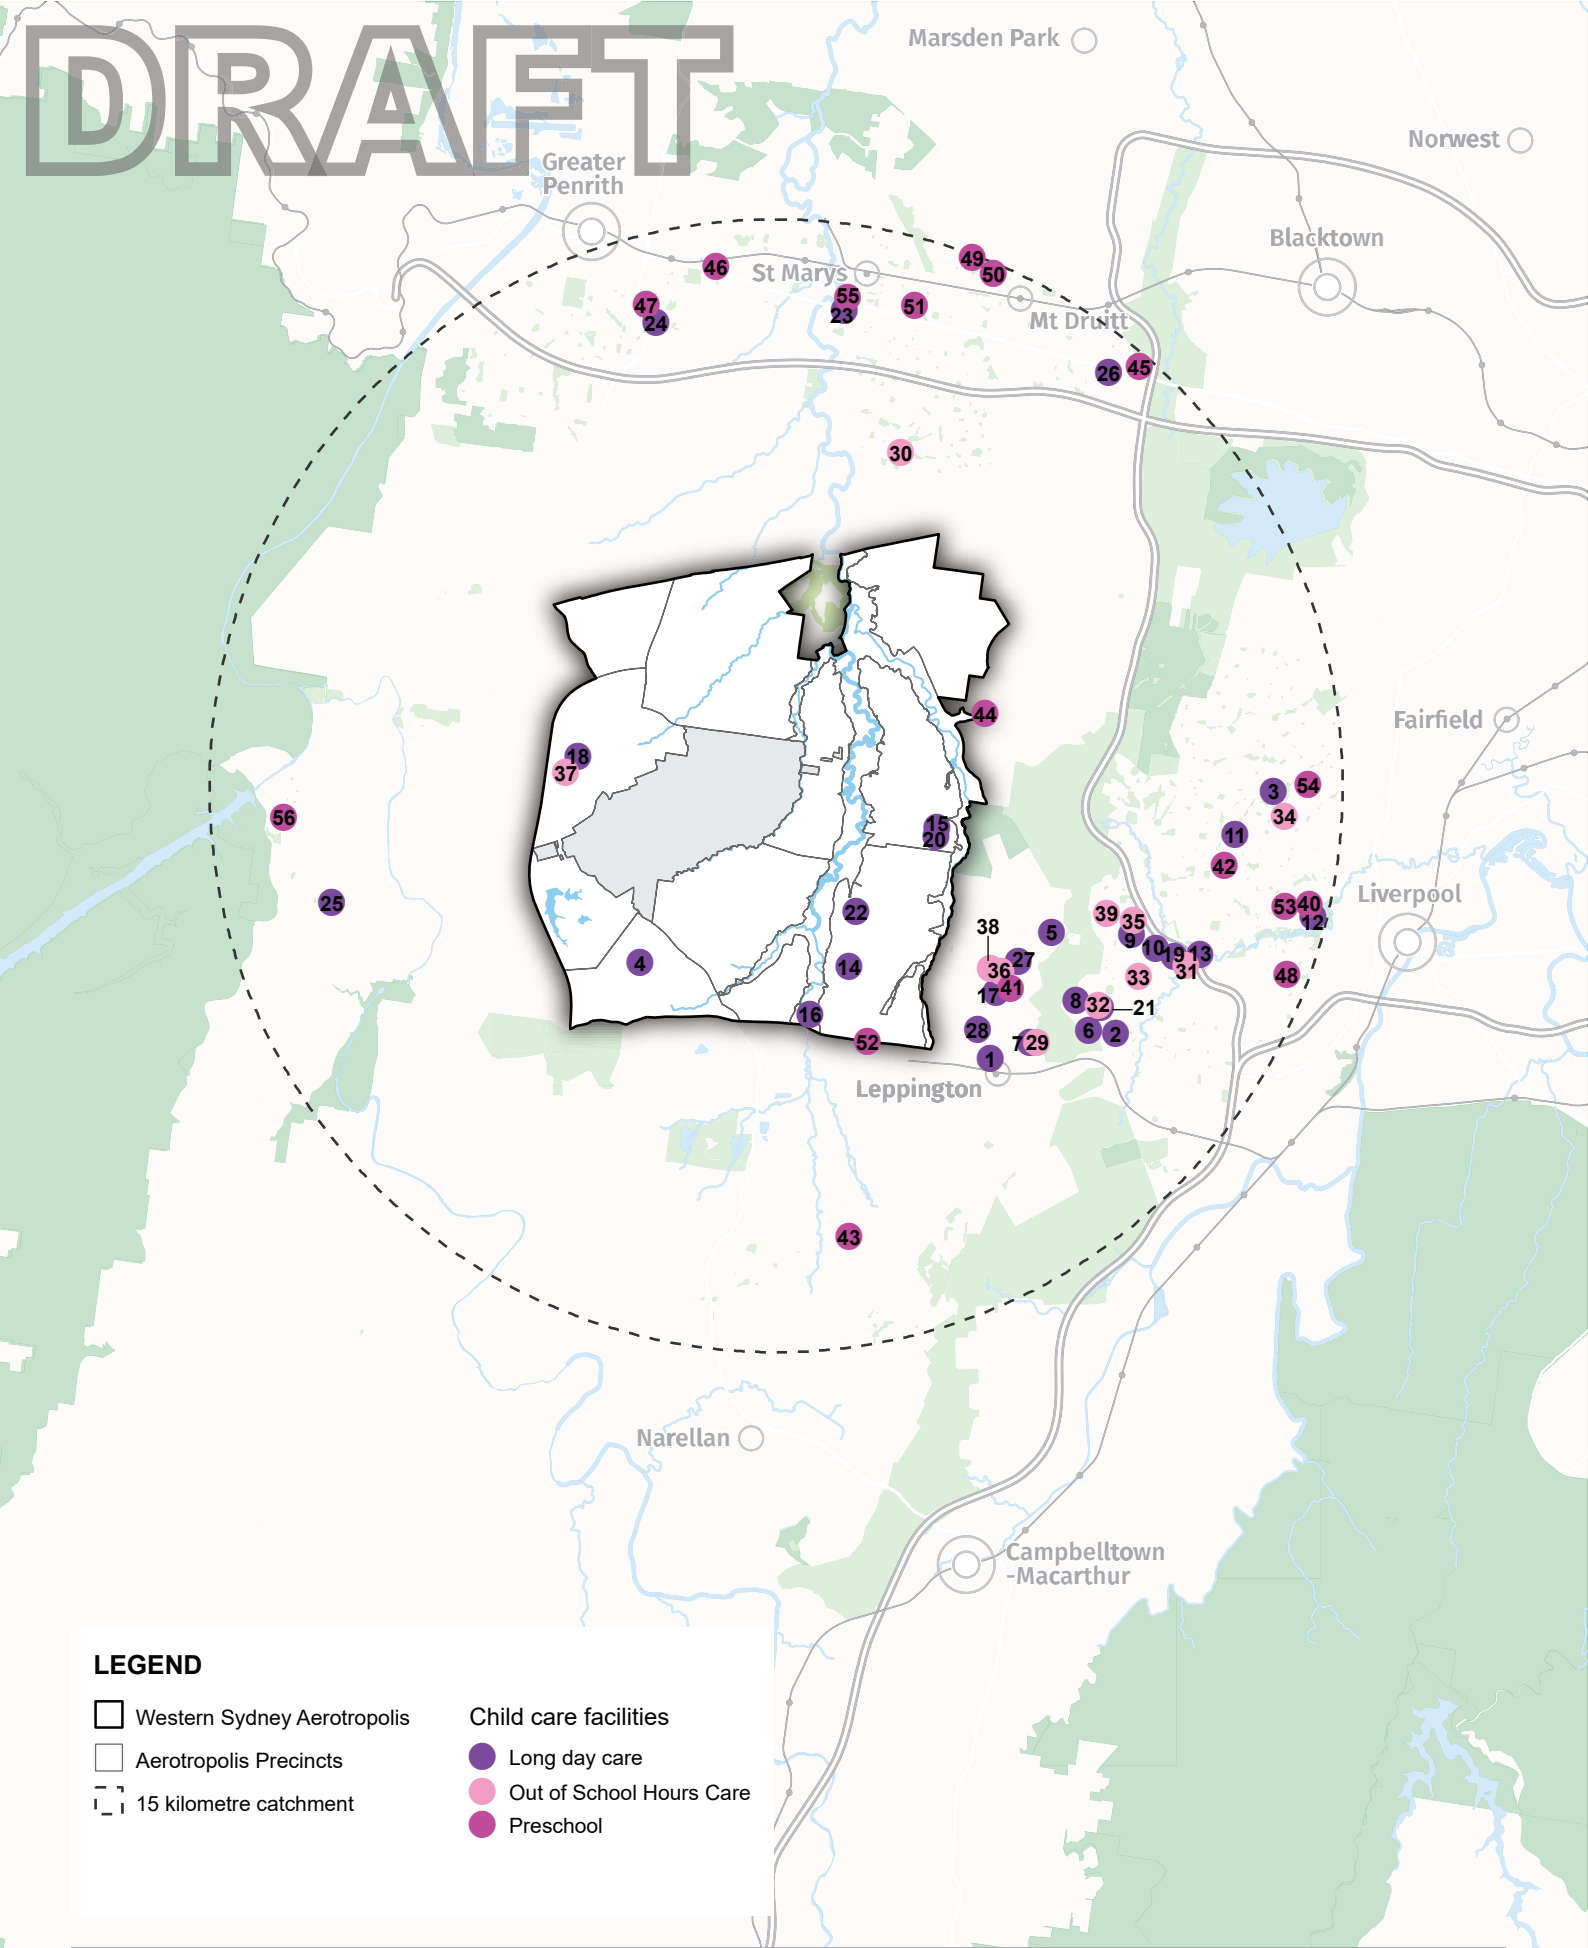 DRAFT
Marsden Park
Norwest
Greater
Penrith
Blacktown
St Marys
Mt Druitt
46
49
50
47
24
55
23
51
26
45
30
44
Fairfield
18
37
56
25
3
54
34
11
42
15
20
Liverpool
53
40
12
22
38
5
39
35
9
10
19
13
31
4
14
36
27
17
41
33
48
16
8
32
21
28
6
2
52
7
29
1
Leppington
43
Narellan
Campbelltown
-Macarthur
LEGEND
Western Sydney Aerotropolis
Aerotropolis Precincts
15 kilometre catchment
Child care facilities
Long day care
Out of School Hours Care
Preschool